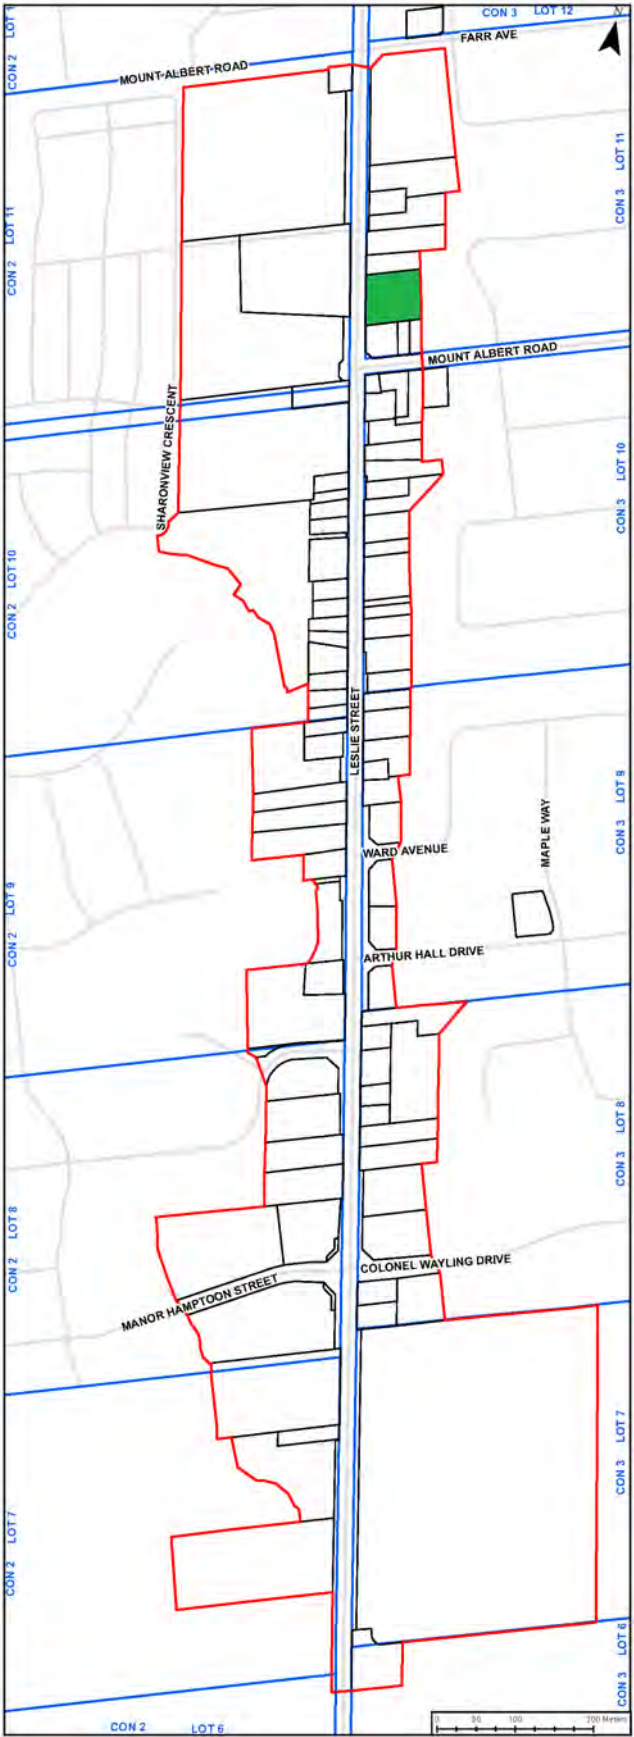 CON 3 LOT 12
N
LOT 1
CON 2
FARR AVE
MOUNT ALBERT ROAD
CON 3 LOT 11
CON 2 LOT 11
MOUNT ALBERT ROAD
SHARONVIEW CRESCENT
CON 3 LOT 10
CON 2 LOT 10
LESLIE STREET
CON 3 LOT 9
MAPLE WAY
WARD AVENUE
CON 2 LOT 9
ARTHUR HALL DRIVE
CON 3 LOT 8
CON 2 LOT 8
COLONEL WAYLING DRIVE
MANOR HAMPTOON STREET
CON 3 LOT 7
CON 2 LOT 7
CON 3 LOT 6
0 50 100 200 Meters
CON 2 LOT 6